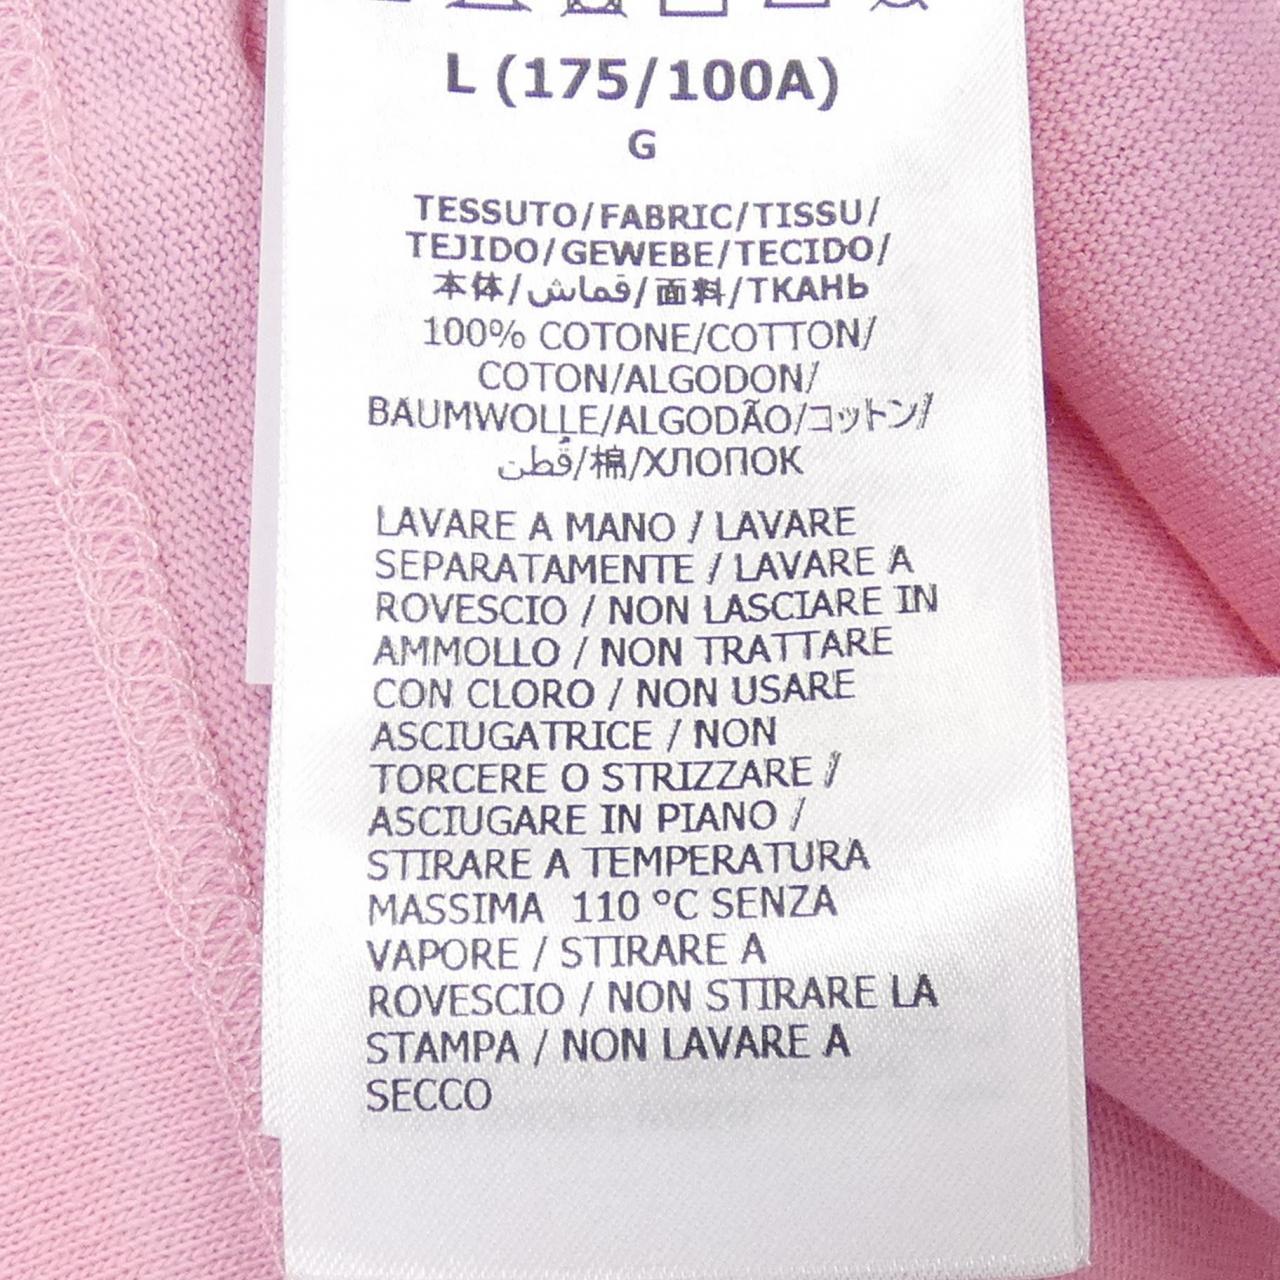 L (175/100A)
G
TESSUTO/FABRIC/TISSU/
TEJIDO/GEWEBE/TECIDO/
本体/قماش/面料/ТКАНЬ
100% COTONE/COTTON/
COTON/ALGODON/
BAUMWOLLE/ALGODÃO/コットン/
قُطن/棉/ХЛОПОК
LAVARE A MANO / LAVARE
SEPARATAMENTE / LAVARE A
ROVESCIO / NON LASCIARE IN
AMMOLLO / NON TRATTARE
CON CLORO / NON USARE
ASCIUGATRICE / NON
TORCERE O STRIZZARE /
ASCIUGARE IN PIANO /
STIRARE A TEMPERATURA
MASSIMA 110 °C SENZA
VAPORE / STIRARE A
ROVESCIO / NON STIRARE LA
STAMPA / NON LAVARE A
SECCO